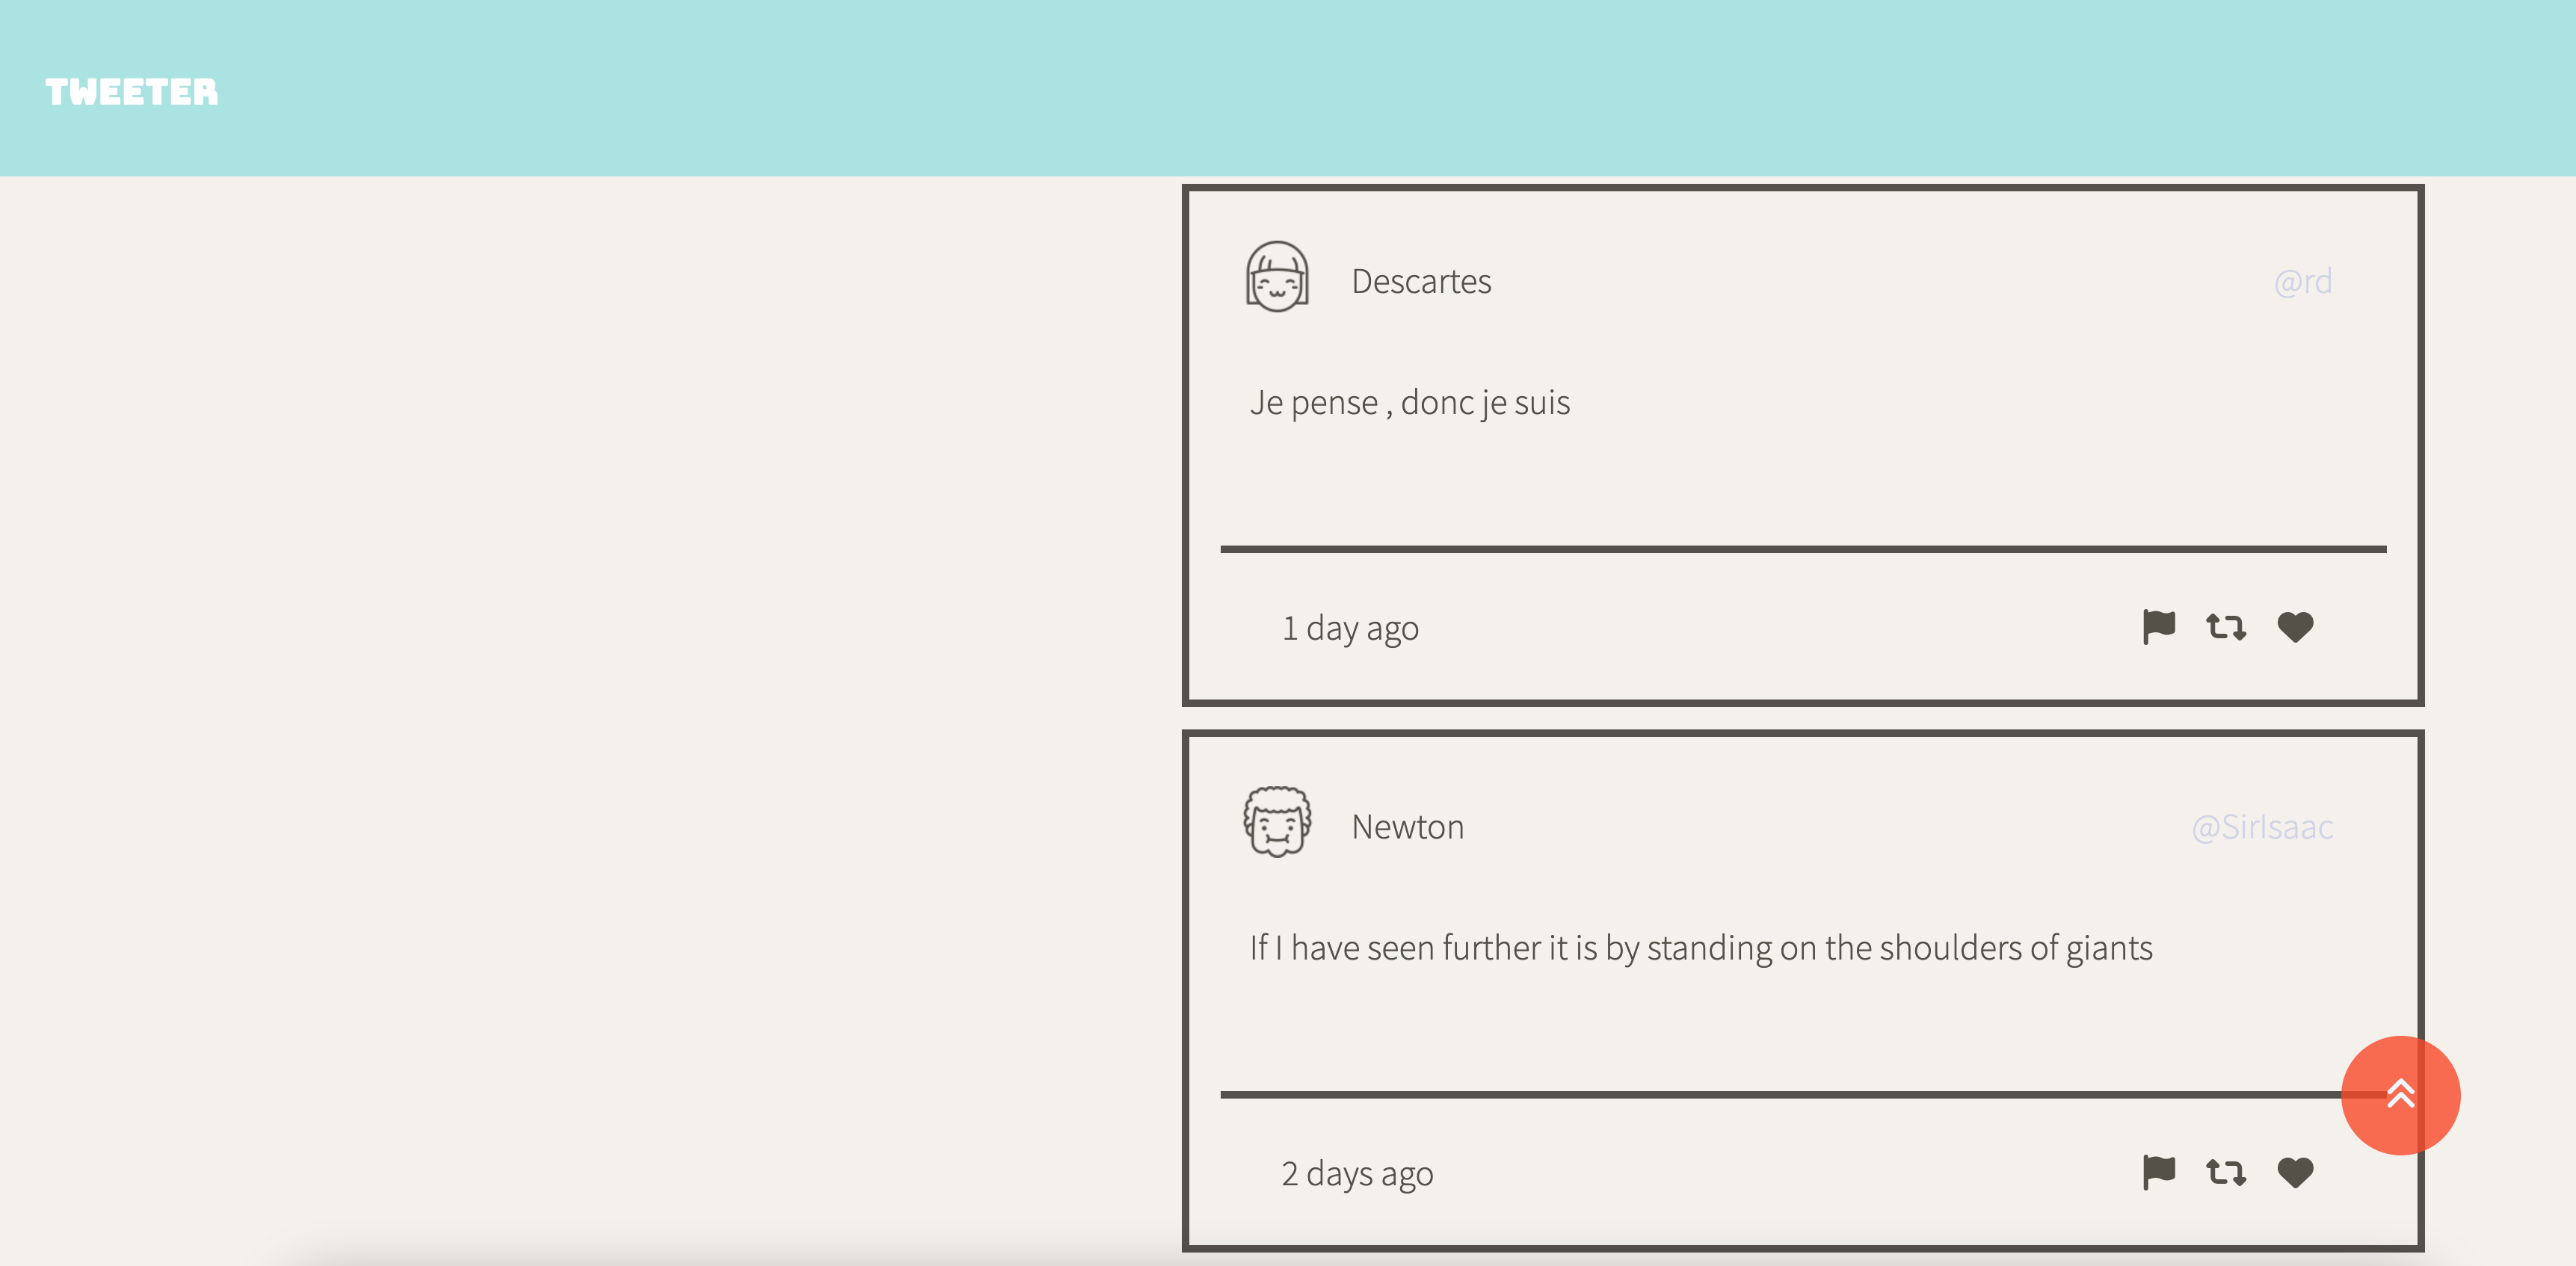 TWEETER
Descartes @rd
Je pense , donc je suis
1 day ago
Newton @SirIsaac
If I have seen further it is by standing on the shoulders of giants
2 days ago